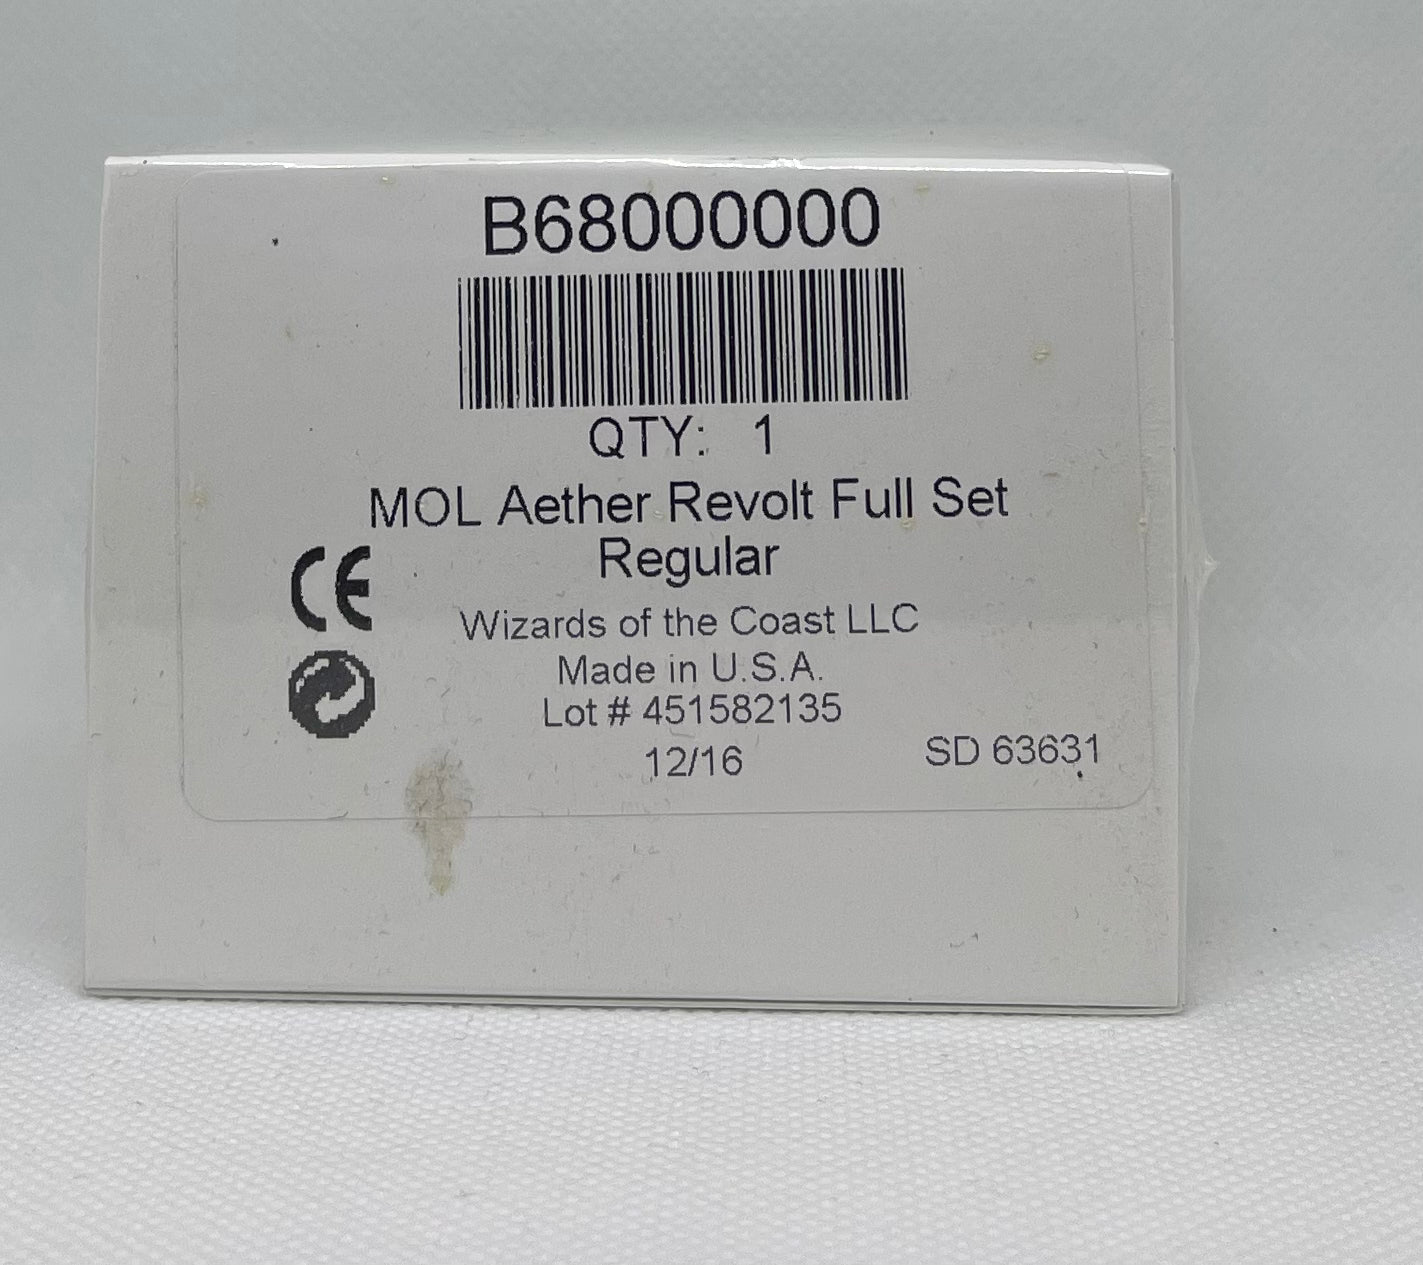 B68000000
QTY: 1
MOL Aether Revolt Full Set
Regular
CE
Wizards of the Coast LLC
Made in U.S.A.
Lot # 451582135
12/16
SD 63631